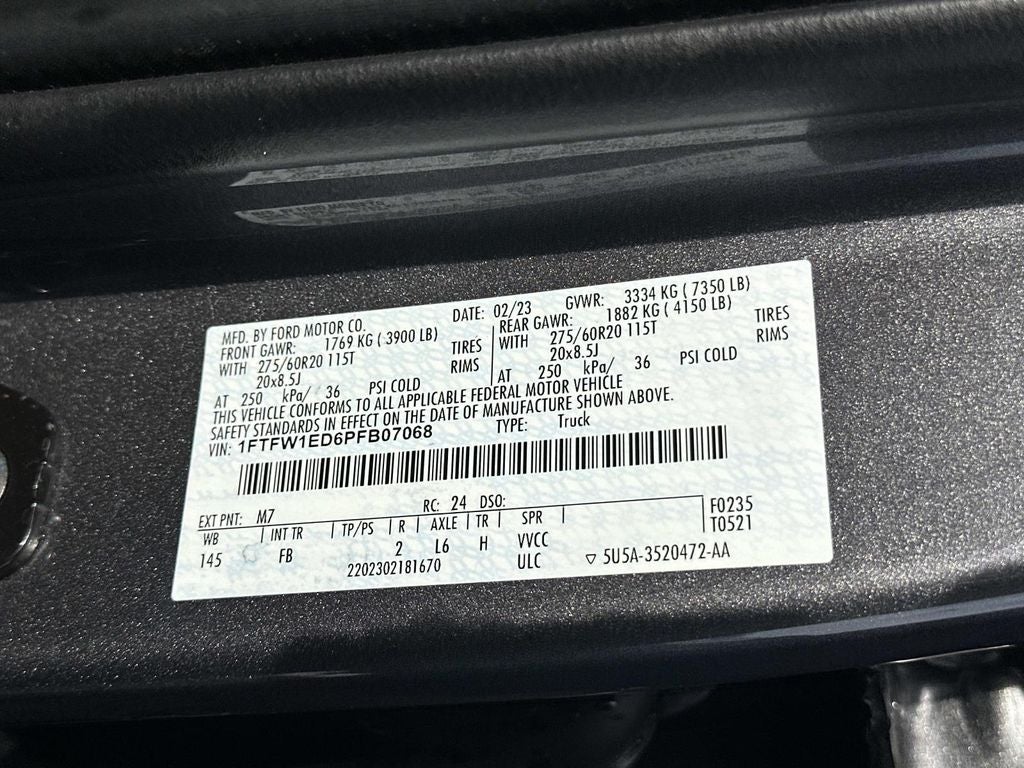 MFD. BY FORD MOTOR CO. DATE: 02/23 GVWR: 3334 KG ( 7350 LB)
FRONT GAWR: 1769 KG ( 3900 LB) REAR GAWR: 1882 KG ( 4150 LB)
WITH 275/60R20 115T TIRES WITH 275/60R20 115T TIRES
20x8.5J RIMS 20x8.5J RIMS
AT 250 kPa/ 36 PSI COLD AT 250 kPa/ 36 PSI COLD
THIS VEHICLE CONFORMS TO ALL APPLICABLE FEDERAL MOTOR VEHICLE
SAFETY STANDARDS IN EFFECT ON THE DATE OF MANUFACTURE SHOWN ABOVE.
VIN: 1FTFW1ED6PFB07068 TYPE: Truck
EXT PNT: M7 RC: 24 DSO: F0235
WB INT TR TP/PS R AXLE TR SPR T0521
145 FB 2 L6 H VVCC
2202302181670 ULC ▽ 5U5A-3520472-AA